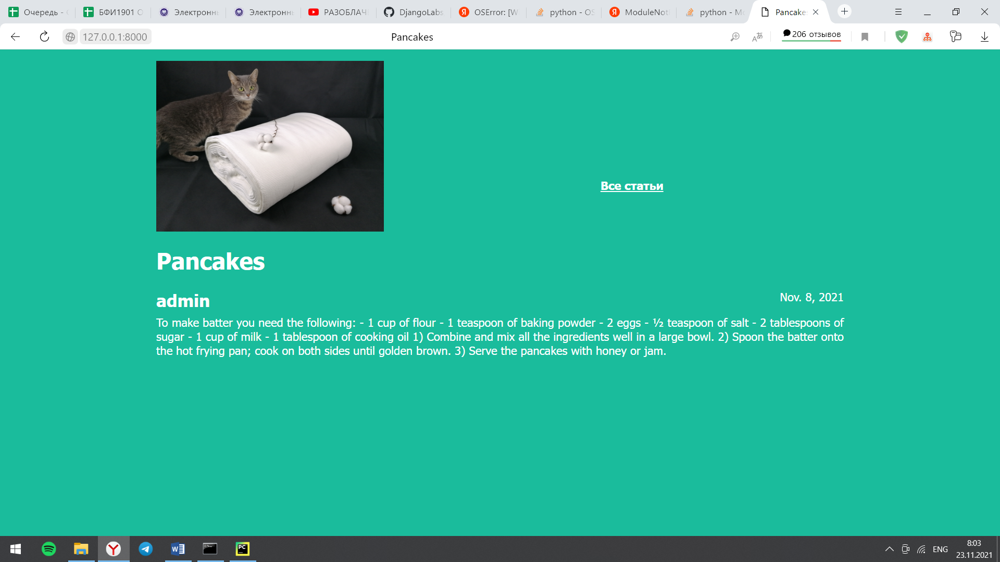 Очередь -
БФИ1901 О
Электронн
Электронн
РАЗОБЛАЧ
DjangoLabs
OSError: [W
python - OS
ModuleNot
python - Mo
Pancake
127.0.0.1:8000
Pancakes
206 отзывов
Все статьи
Pancakes
admin
Nov. 8, 2021
To make batter you need the following: - 1 cup of flour - 1 teaspoon of baking powder - 2 eggs - ½ teaspoon of salt - 2 tablespoons of
sugar - 1 cup of milk - 1 tablespoon of cooking oil 1) Combine and mix all the ingredients well in a large bowl. 2) Spoon the batter onto
the hot frying pan; cook on both sides until golden brown. 3) Serve the pancakes with honey or jam.
ENG
8:03
23.11.2021